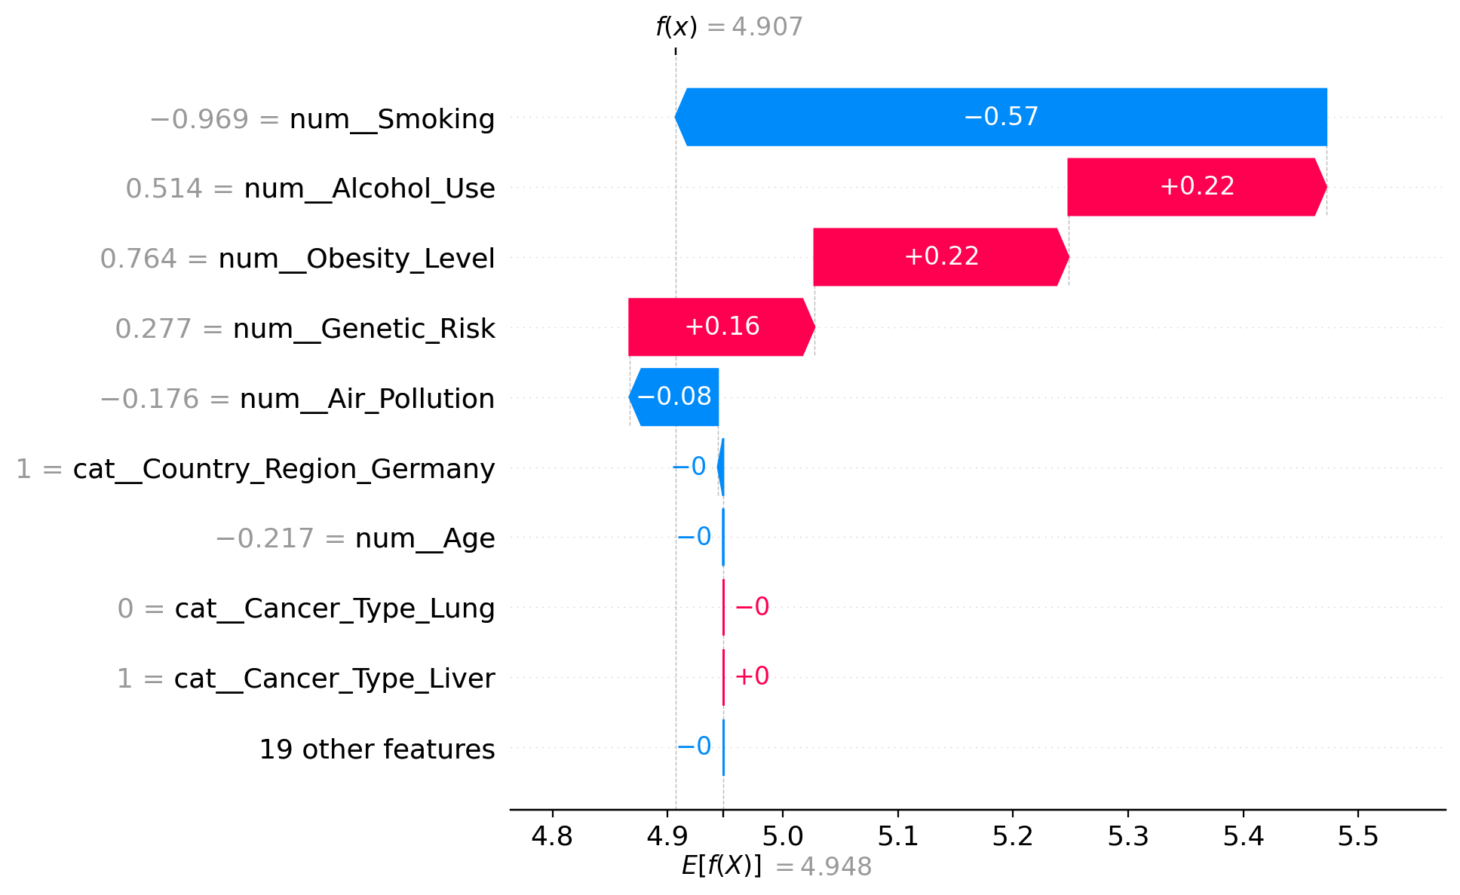 f(x) = 4.907
−0.969 = num__Smoking −0.57
0.514 = num__Alcohol_Use +0.22
0.764 = num__Obesity_Level +0.22
0.277 = num__Genetic_Risk +0.16
−0.176 = num__Air_Pollution −0.08
1 = cat__Country_Region_Germany −0
−0.217 = num__Age −0
0 = cat__Cancer_Type_Lung −0
1 = cat__Cancer_Type_Liver +0
19 other features −0
4.8 4.9 5.0 5.1 5.2 5.3 5.4 5.5
E[f(X)] = 4.948